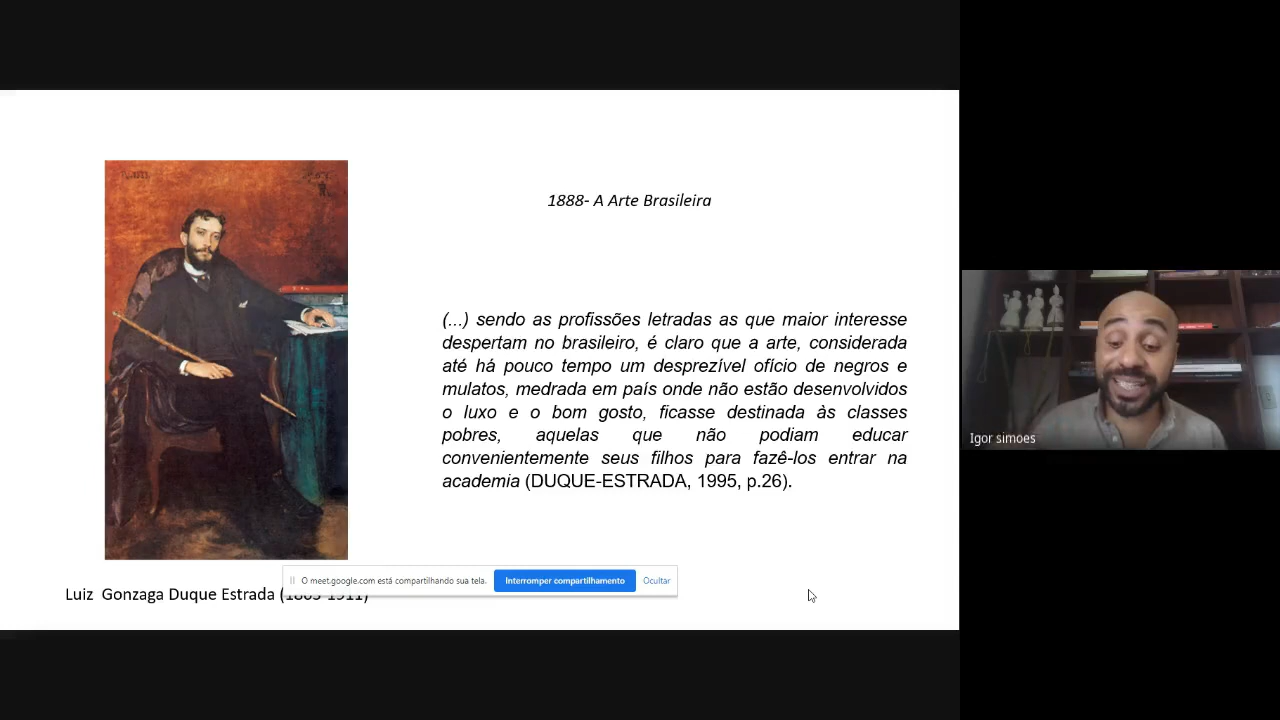 1888- A Arte Brasileira
(...) sendo as profissões letradas as que maior interesse
despertam no brasileiro, é claro que a arte, considerada
até há pouco tempo um desprezível ofício de negros e
mulatos, medrada em país onde não estão desenvolvidos
o luxo e o bom gosto, ficasse destinada às classes
pobres, aquelas que não podiam educar
convenientemente seus filhos para fazê-los entrar na
academia (DUQUE-ESTRADA, 1995, p.26).
O meet.google.com está compartilhando sua tela. Interromper compartilhamento Ocultar
Luiz Gonzaga Duque Estrada
Igor simoes